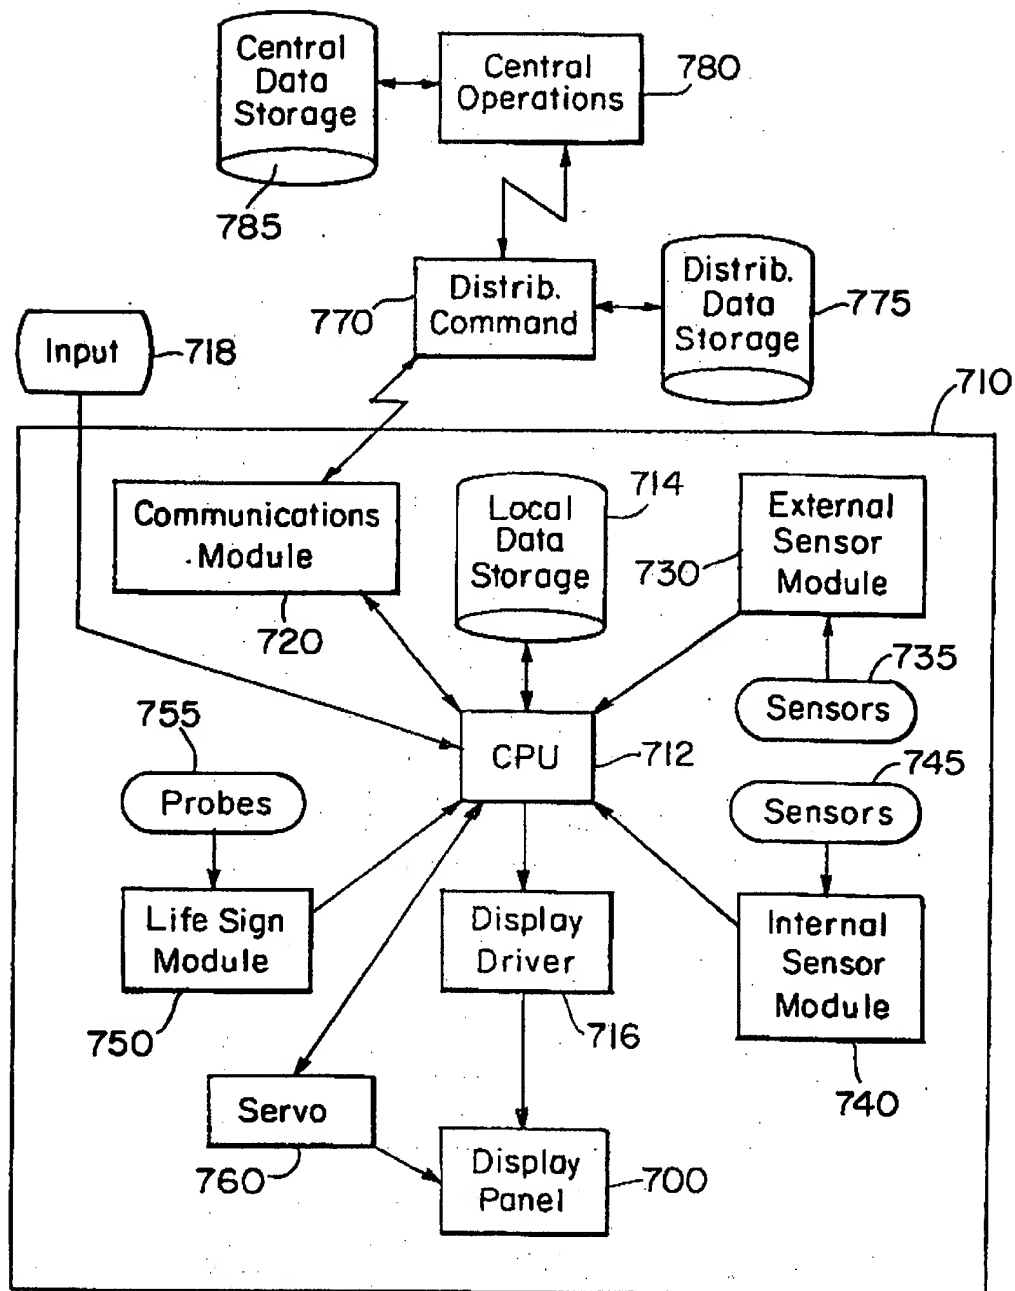 Central
Data
Storage
785
Central
Operations
780
Distrib.
Command
770
Distrib.
Data
Storage
775
Input
718
710
Communications
Module
720
Local
Data
Storage
714
External
Sensor
Module
730
Sensors
735
CPU
712
Probes
755
Sensors
745
Life Sign
Module
750
Display
Driver
716
Internal
Sensor
Module
740
Servo
760
Display
Panel
700